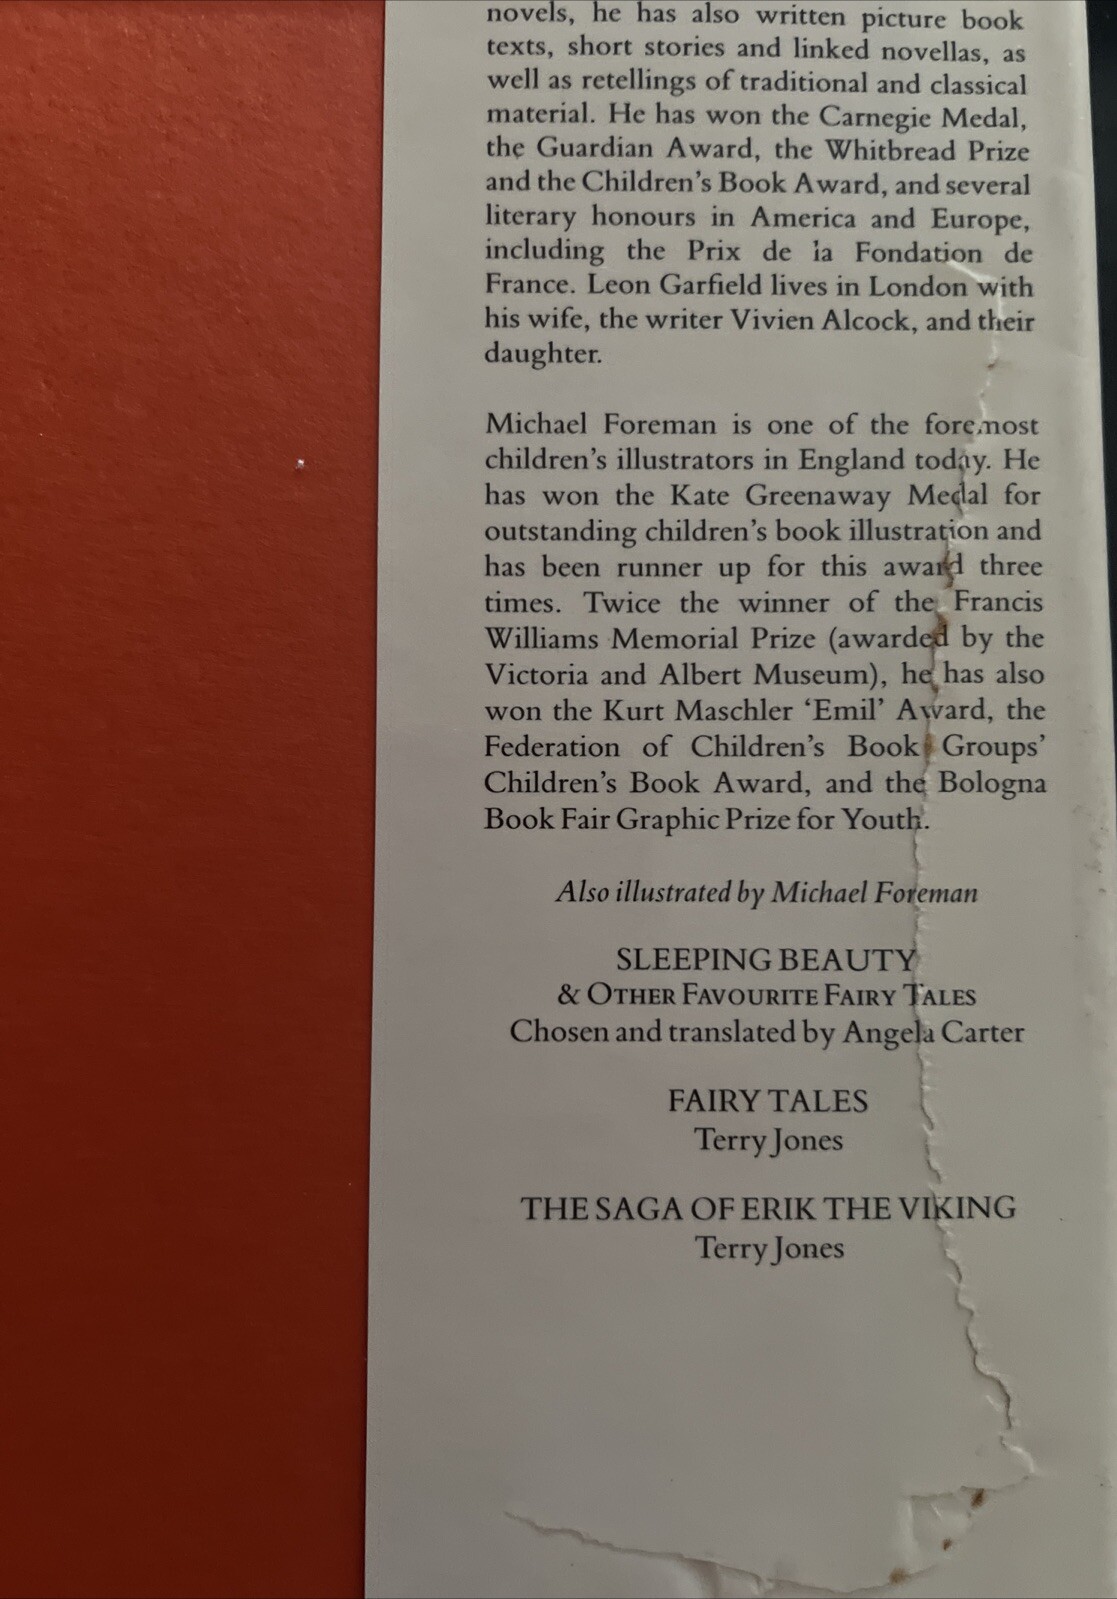 novels, he has also written picture book
texts, short stories and linked novellas, as
well as retellings of traditional and classical
material. He has won the Carnegie Medal,
the Guardian Award, the Whitbread Prize
and the Children's Book Award, and several
literary honours in America and Europe,
including the Prix de la Fondation de
France. Leon Garfield lives in London with
his wife, the writer Vivien Alcock, and their
daughter.
Michael Foreman is one of the foremost
children's illustrators in England today. He
has won the Kate Greenaway Medal for
outstanding children's book illustration and
has been runner up for this award three
times. Twice the winner of the Francis
Williams Memorial Prize (awarded by the
Victoria and Albert Museum), he has also
won the Kurt Maschler ‘Emil’ Award, the
Federation of Children's Book Groups'
Children's Book Award, and the Bologna
Book Fair Graphic Prize for Youth.
Also illustrated by Michael Foreman
SLEEPING BEAUTY
& OTHER FAVOURITE FAIRY TALES
Chosen and translated by Angela Carter
FAIRY TALES
Terry Jones
THE SAGA OF ERIK THE VIKING
Terry Jones